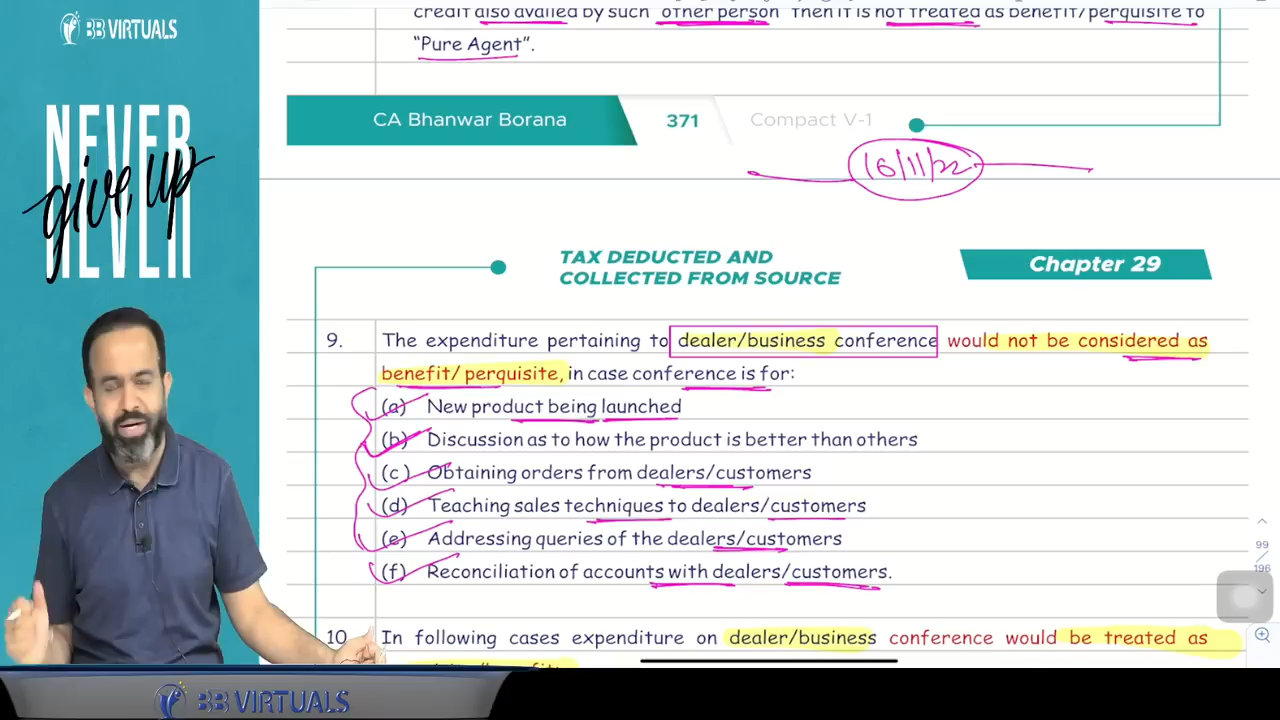 BB VIRTUALS
NEVER
give up
NEVER
credit also availed by such other person then it is not treated as benefit/perquisite to
“Pure Agent”.
CA Bhanwar Borana
371
Compact V-1
16/11/22
TAX DEDUCTED AND
COLLECTED FROM SOURCE
Chapter 29
9. The expenditure pertaining to dealer/business conference would not be considered as
benefit/ perquisite, in case conference is for:
(a) New product being launched
(b) Discussion as to how the product is better than others
(c) Obtaining orders from dealers/customers
(d) Teaching sales techniques to dealers/customers
(e) Addressing queries of the dealers/customers
(f) Reconciliation of accounts with dealers/customers.
99
196
10 In following cases expenditure on dealer/business conference would be treated as
BB VIRTUALS